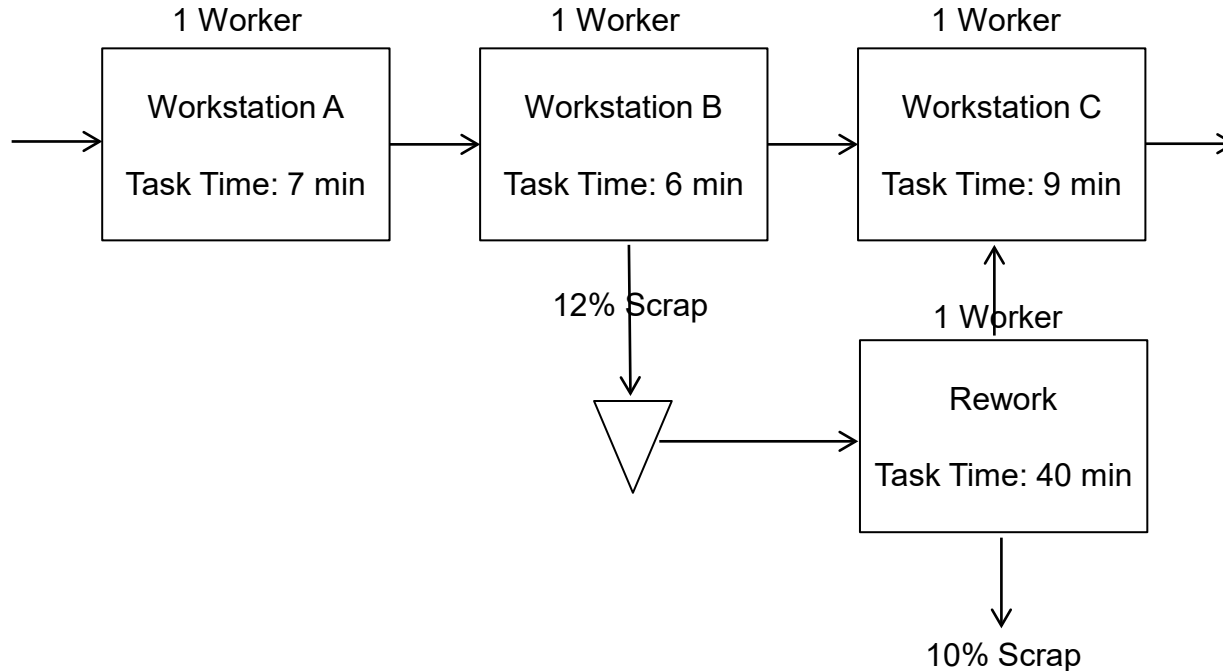 1 Worker
Workstation A
Task Time: 7 min
1 Worker
Workstation B
Task Time: 6 min
12% Scrap
1 Worker
Workstation C
Task Time: 9 min
1 Worker
Rework
Task Time: 40 min
10% Scrap